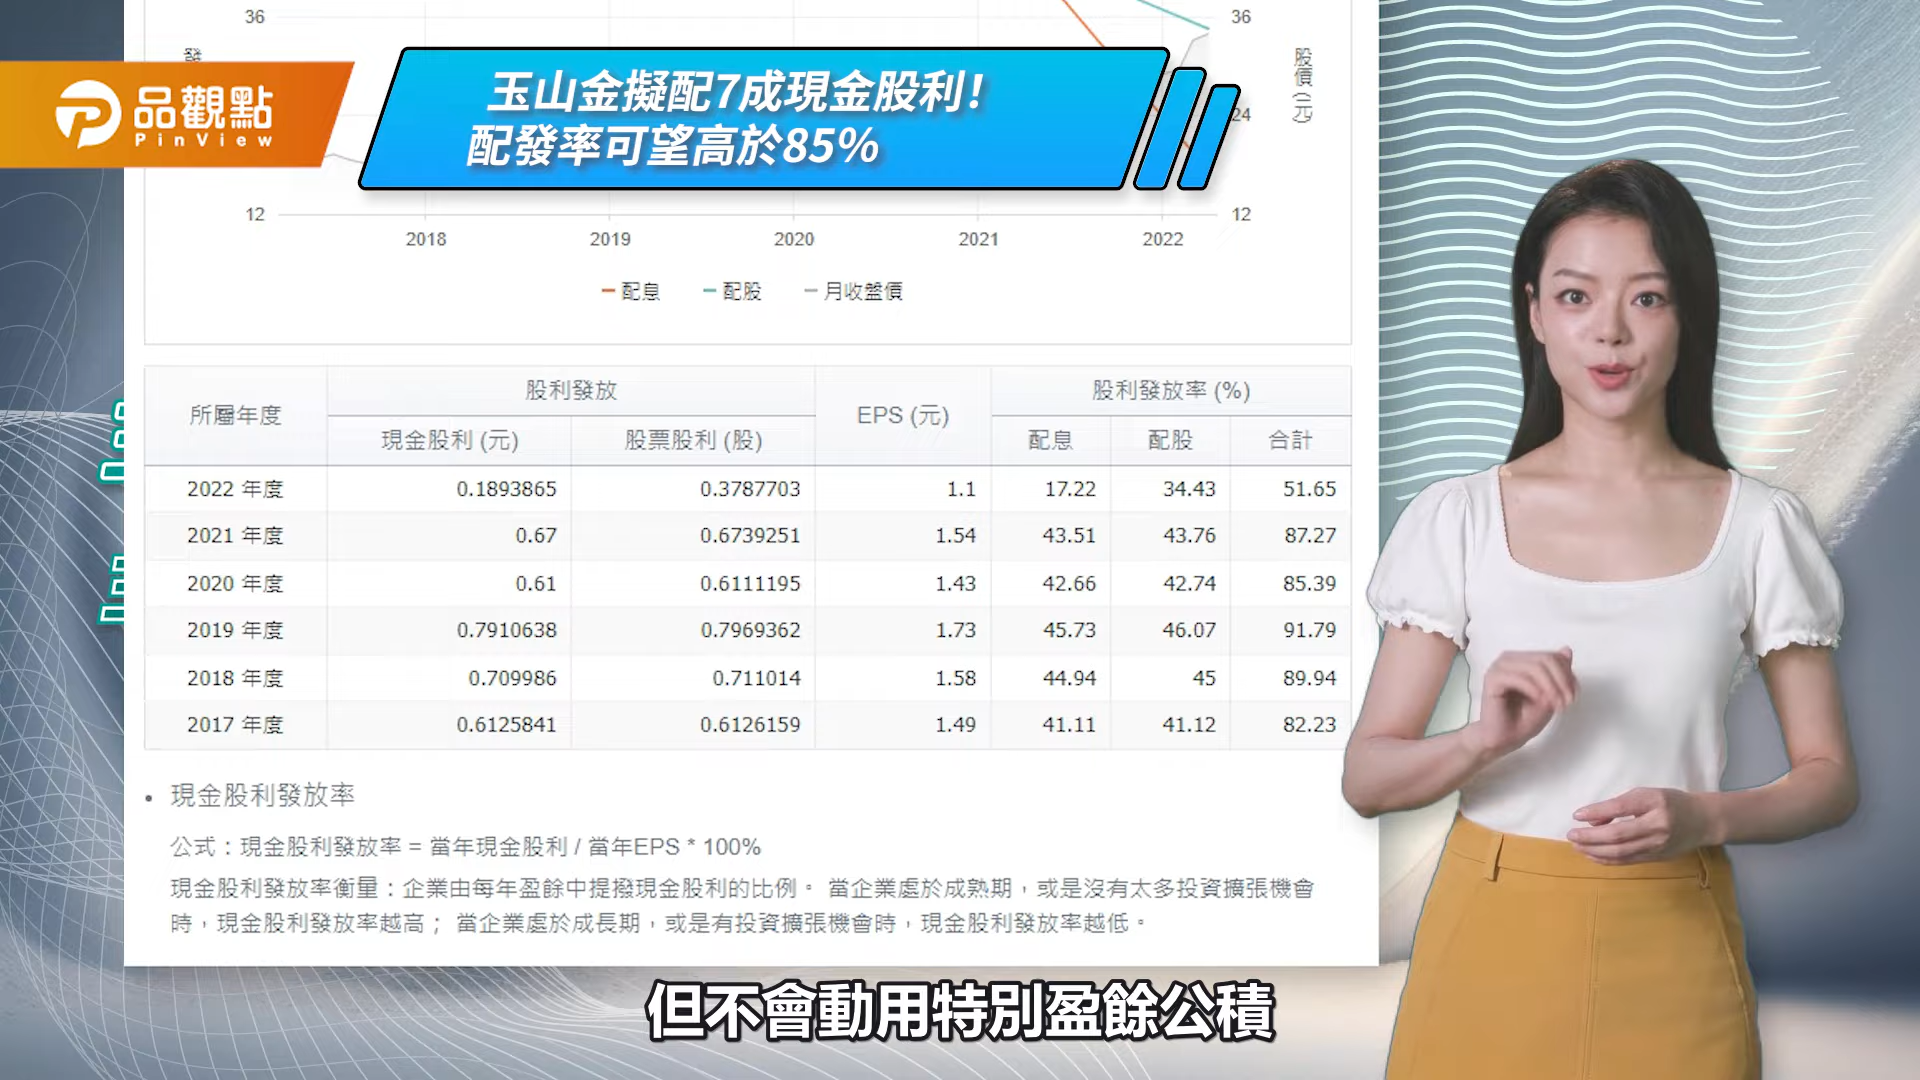 36
36
發
股價(元)
品觀點
PinView
玉山金擬配7成現金股利!
配發率可望高於85%
24
12
12
2018 2019 2020 2021 2022
配息 配股 月收盤價
所屬年度 股利發放 EPS (元) 股利發放率 (%)
現金股利 (元) 股票股利 (股) 配息 配股 合計
2022 年度 0.1893865 0.3787703 1.1 17.22 34.43 51.65
2021 年度 0.67 0.6739251 1.54 43.51 43.76 87.27
2020 年度 0.61 0.6111195 1.43 42.66 42.74 85.39
2019 年度 0.7910638 0.7969362 1.73 45.73 46.07 91.79
2018 年度 0.709986 0.711014 1.58 44.94 45 89.94
2017 年度 0.6125841 0.6126159 1.49 41.11 41.12 82.23
• 現金股利發放率
公式：現金股利發放率 = 當年現金股利 / 當年EPS * 100%
現金股利發放率衡量：企業由每年盈餘中提撥現金股利的比例。 當企業處於成熟期，或是沒有太多投資擴張機會
時，現金股利發放率越高； 當企業處於成長期，或是有投資擴張機會時，現金股利發放率越低。
但不會動用特別盈餘公積